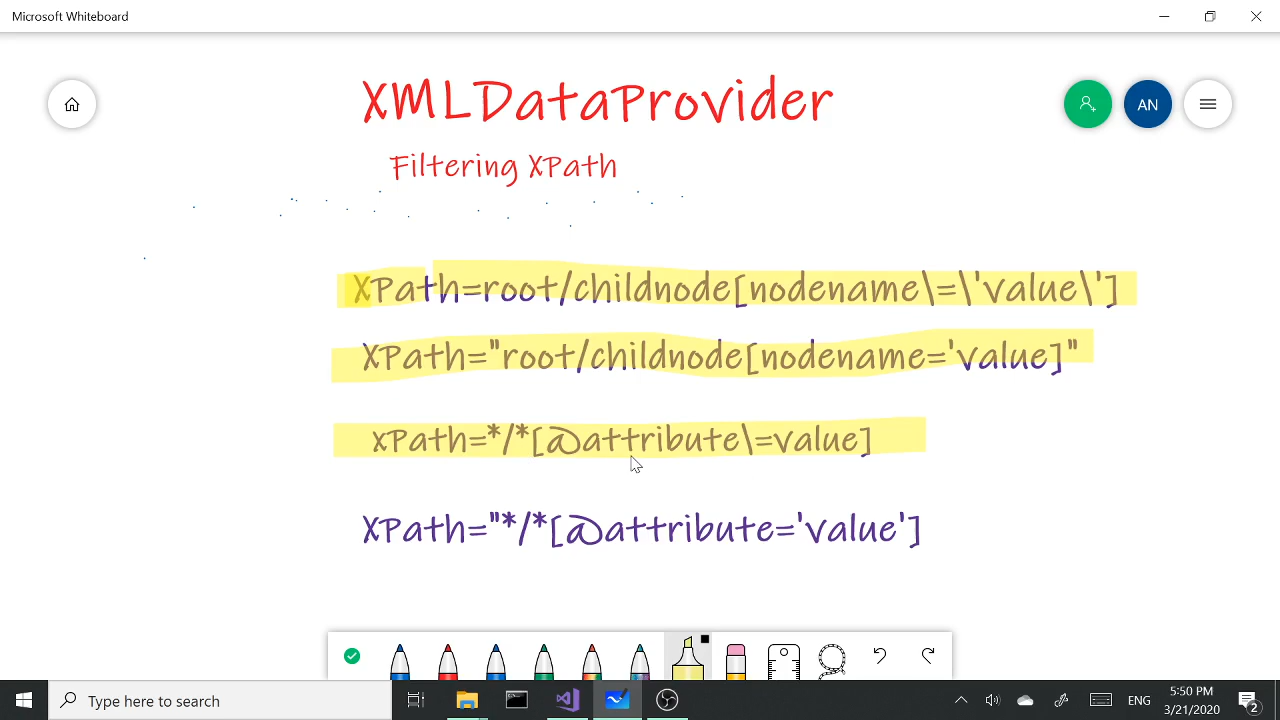 Microsoft Whiteboard
XMLDataProvider
AN
Filtering XPath
XPath=root/childnode[nodename\=\'value\']
XPath="root/childnode[nodename='value]"
XPath=*/*[@attribute\=value]
XPath="*/*[@attribute='value']
Type here to search
ENG
5:50 PM
3/21/2020
2